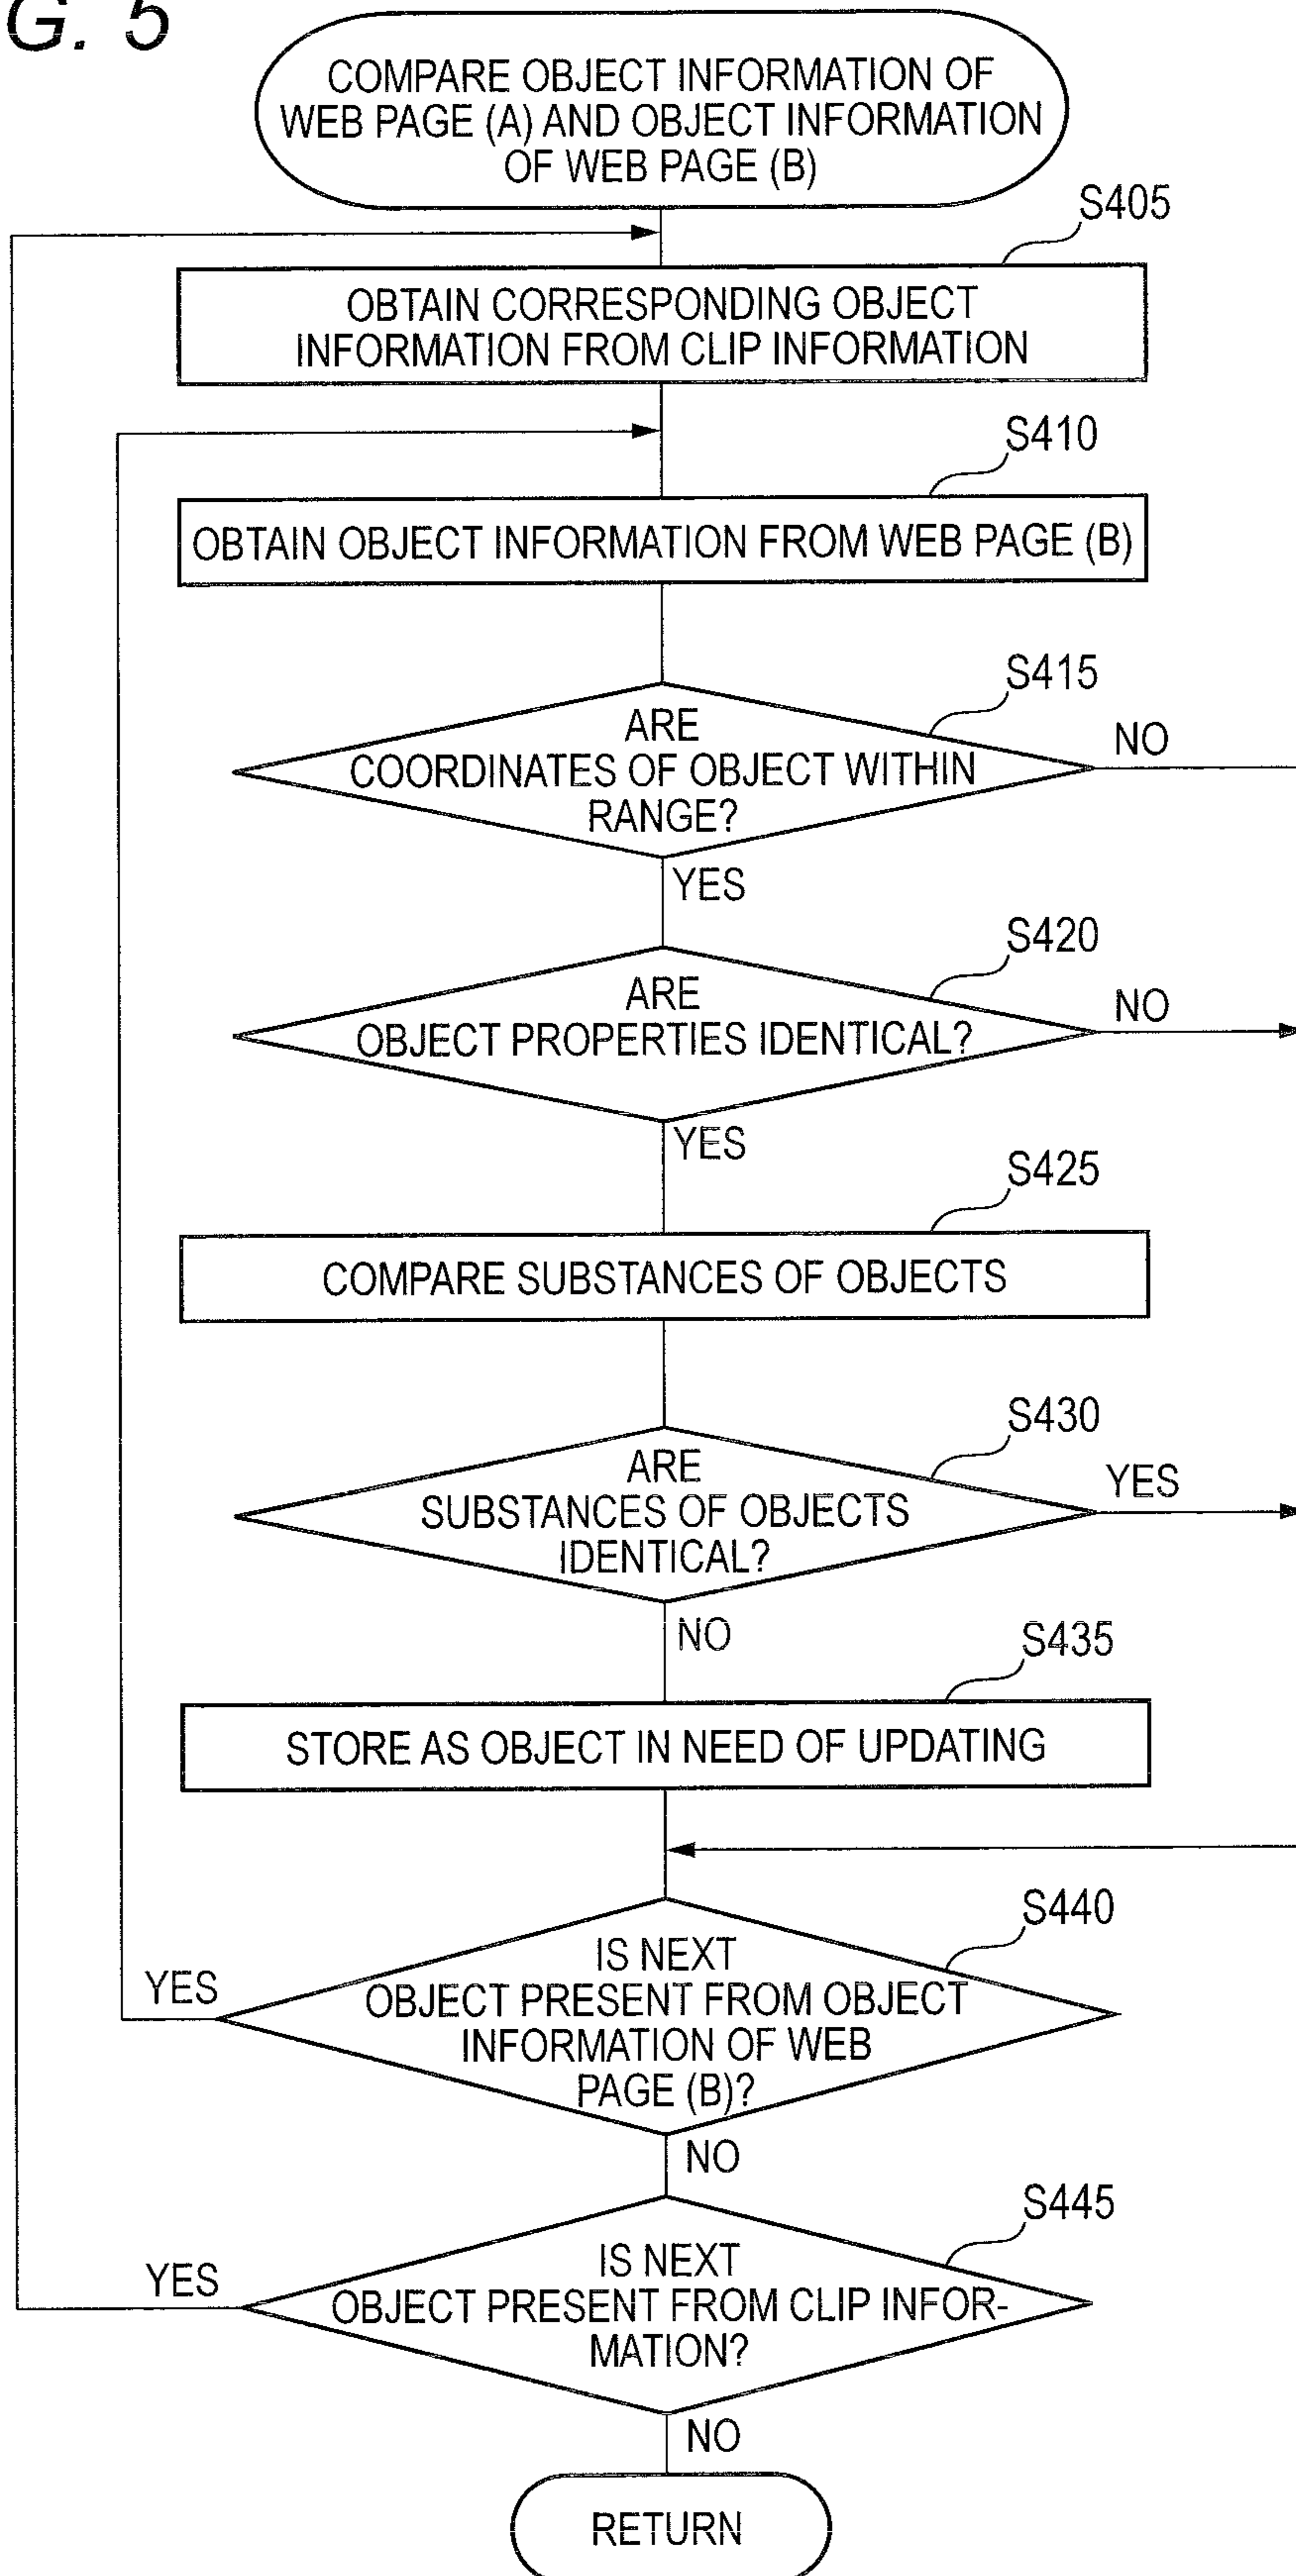 G. 5
COMPARE OBJECT INFORMATION OF
WEB PAGE (A) AND OBJECT INFORMATION
OF WEB PAGE (B)
S405
OBTAIN CORRESPONDING OBJECT
INFORMATION FROM CLIP INFORMATION
S410
OBTAIN OBJECT INFORMATION FROM WEB PAGE (B)
S415
ARE
COORDINATES OF OBJECT WITHIN
RANGE?
NO
YES
S420
ARE
OBJECT PROPERTIES IDENTICAL?
NO
YES
S425
COMPARE SUBSTANCES OF OBJECTS
S430
ARE
SUBSTANCES OF OBJECTS
IDENTICAL?
YES
NO
S435
STORE AS OBJECT IN NEED OF UPDATING
S440
IS NEXT
OBJECT PRESENT FROM OBJECT
INFORMATION OF WEB
PAGE (B)?
YES
NO
S445
IS NEXT
OBJECT PRESENT FROM CLIP INFOR-
MATION?
YES
NO
RETURN